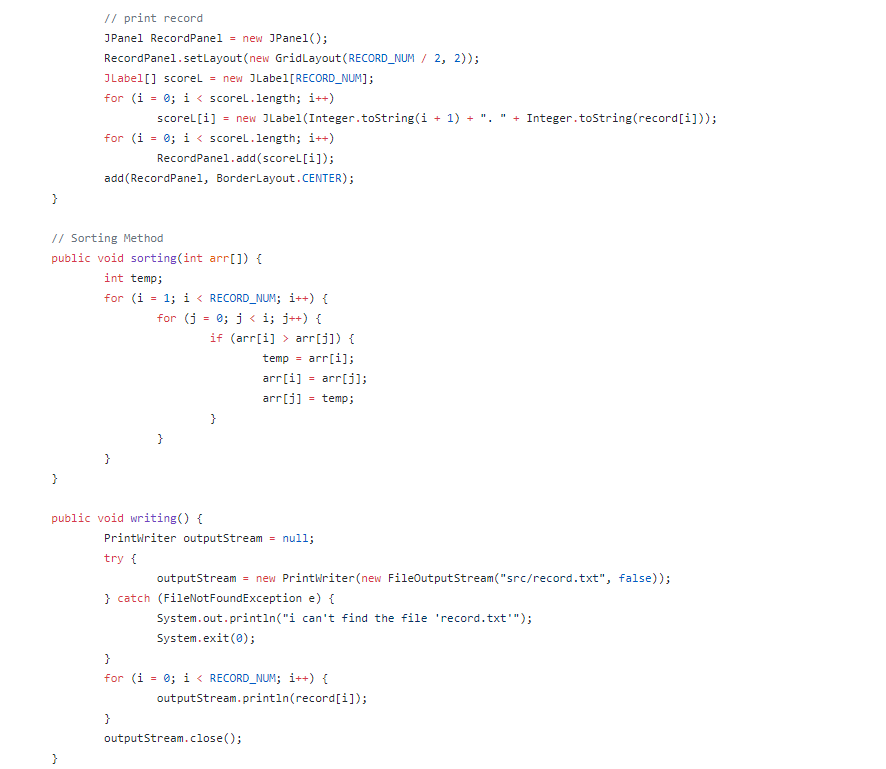 // print record
JPanel RecordPanel = new JPanel();
RecordPanel.setLayout(new GridLayout(RECORD_NUM / 2, 2));
JLabel[] scoreL = new JLabel[RECORD_NUM];
for (i = 0; i < scoreL.length; i++)
scoreL[i] = new JLabel(Integer.toString(i + 1) + ". " + Integer.toString(record[i]));
for (i = 0; i < scoreL.length; i++)
RecordPanel.add(scoreL[i]);
add(RecordPanel, BorderLayout.CENTER);
}
// Sorting Method
public void sorting(int arr[]) {
int temp;
for (i = 1; i < RECORD_NUM; i++) {
for (j = 0; j < i; j++) {
if (arr[i] > arr[j]) {
temp = arr[i];
arr[i] = arr[j];
arr[j] = temp;
}
}
}
}
public void writing() {
PrintWriter outputStream = null;
try {
outputStream = new PrintWriter(new FileOutputStream("src/record.txt", false));
} catch (FileNotFoundException e) {
System.out.println("i can't find the file 'record.txt'");
System.exit(0);
}
for (i = 0; i < RECORD_NUM; i++) {
outputStream.println(record[i]);
}
outputStream.close();
}